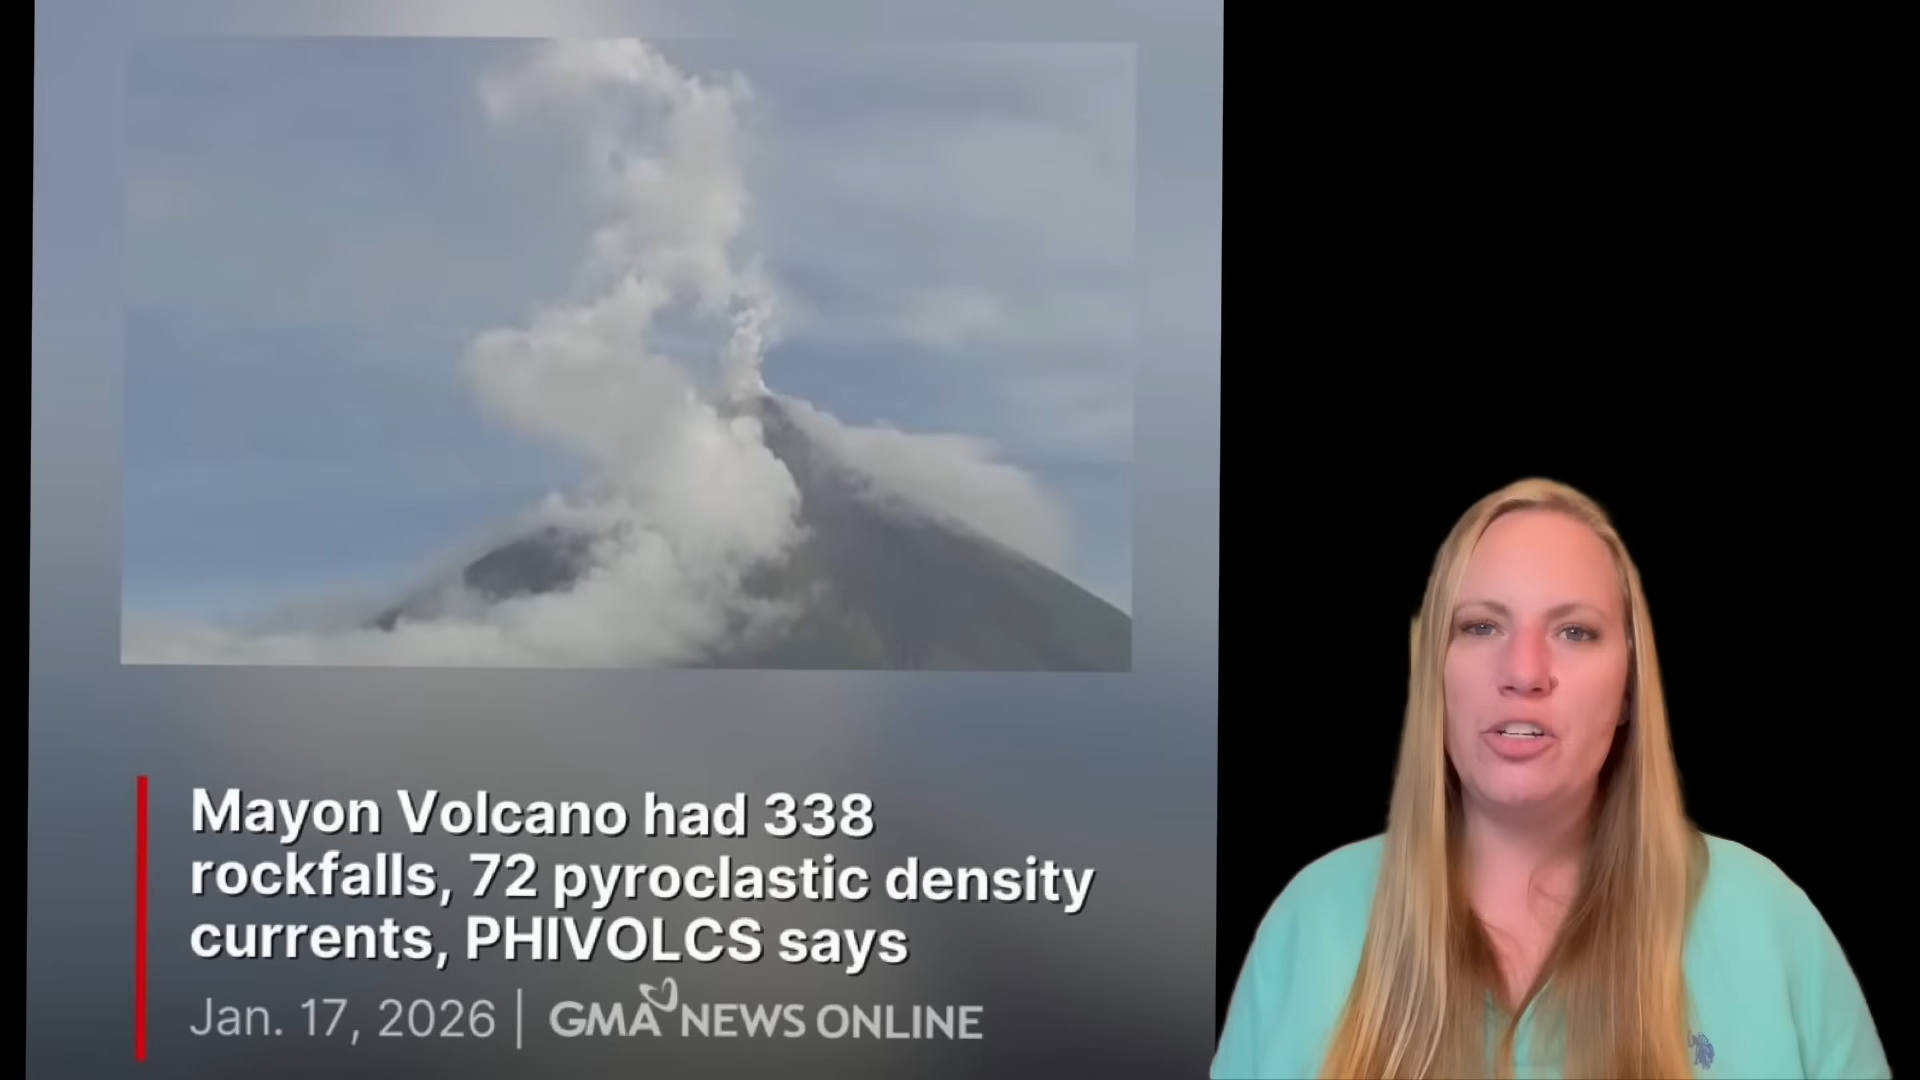 Mayon Volcano had 338
rockfalls, 72 pyroclastic density
currents, PHIVOLCS says
Jan. 17, 2026 | GMA NEWS ONLINE